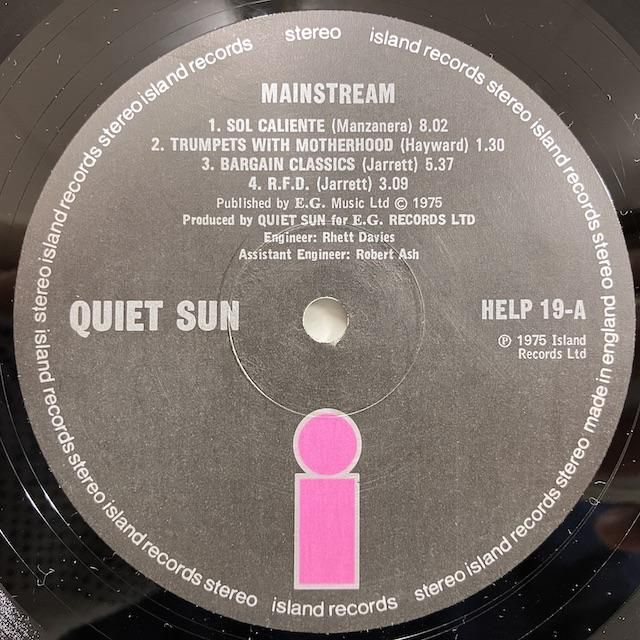 island records stereo island records stereo island records stereo island records stereo made in england stereo island records stereo island records stereo island records stereo
MAINSTREAM
1. SOL CALIENTE (Manzanera) 8.02
2. TRUMPETS WITH MOTHERHOOD (Hayward) 1.30
3. BARGAIN CLASSICS (Jarrett) 5.37
4. R.F.D. (Jarrett) 3.09
Published by E.G. Music Ltd © 1975
Produced by QUIET SUN for E.G. RECORDS LTD
Engineer: Rhett Davies
Assistant Engineer: Robert Ash
QUIET SUN
HELP 19-A
℗ 1975 Island
Records Ltd
i